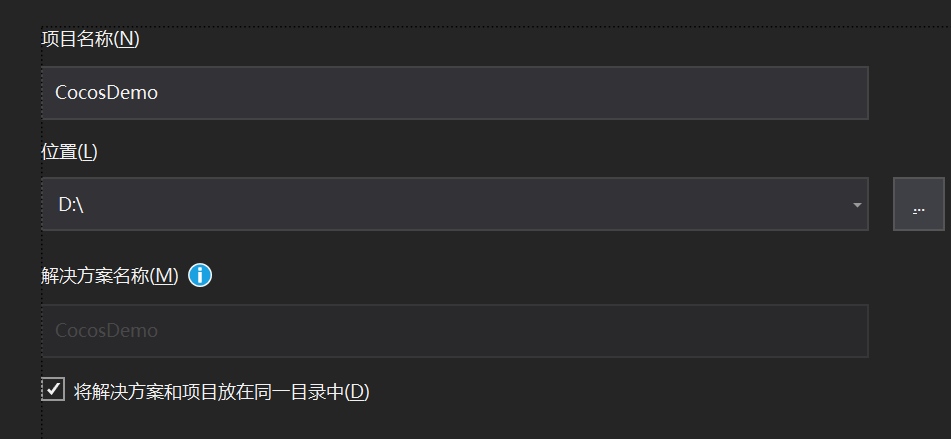 项目名称(N)
CocosDemo
位置(L)
D:\
...
解决方案名称(M)
CocosDemo
将解决方案和项目放在同一目录中(D)